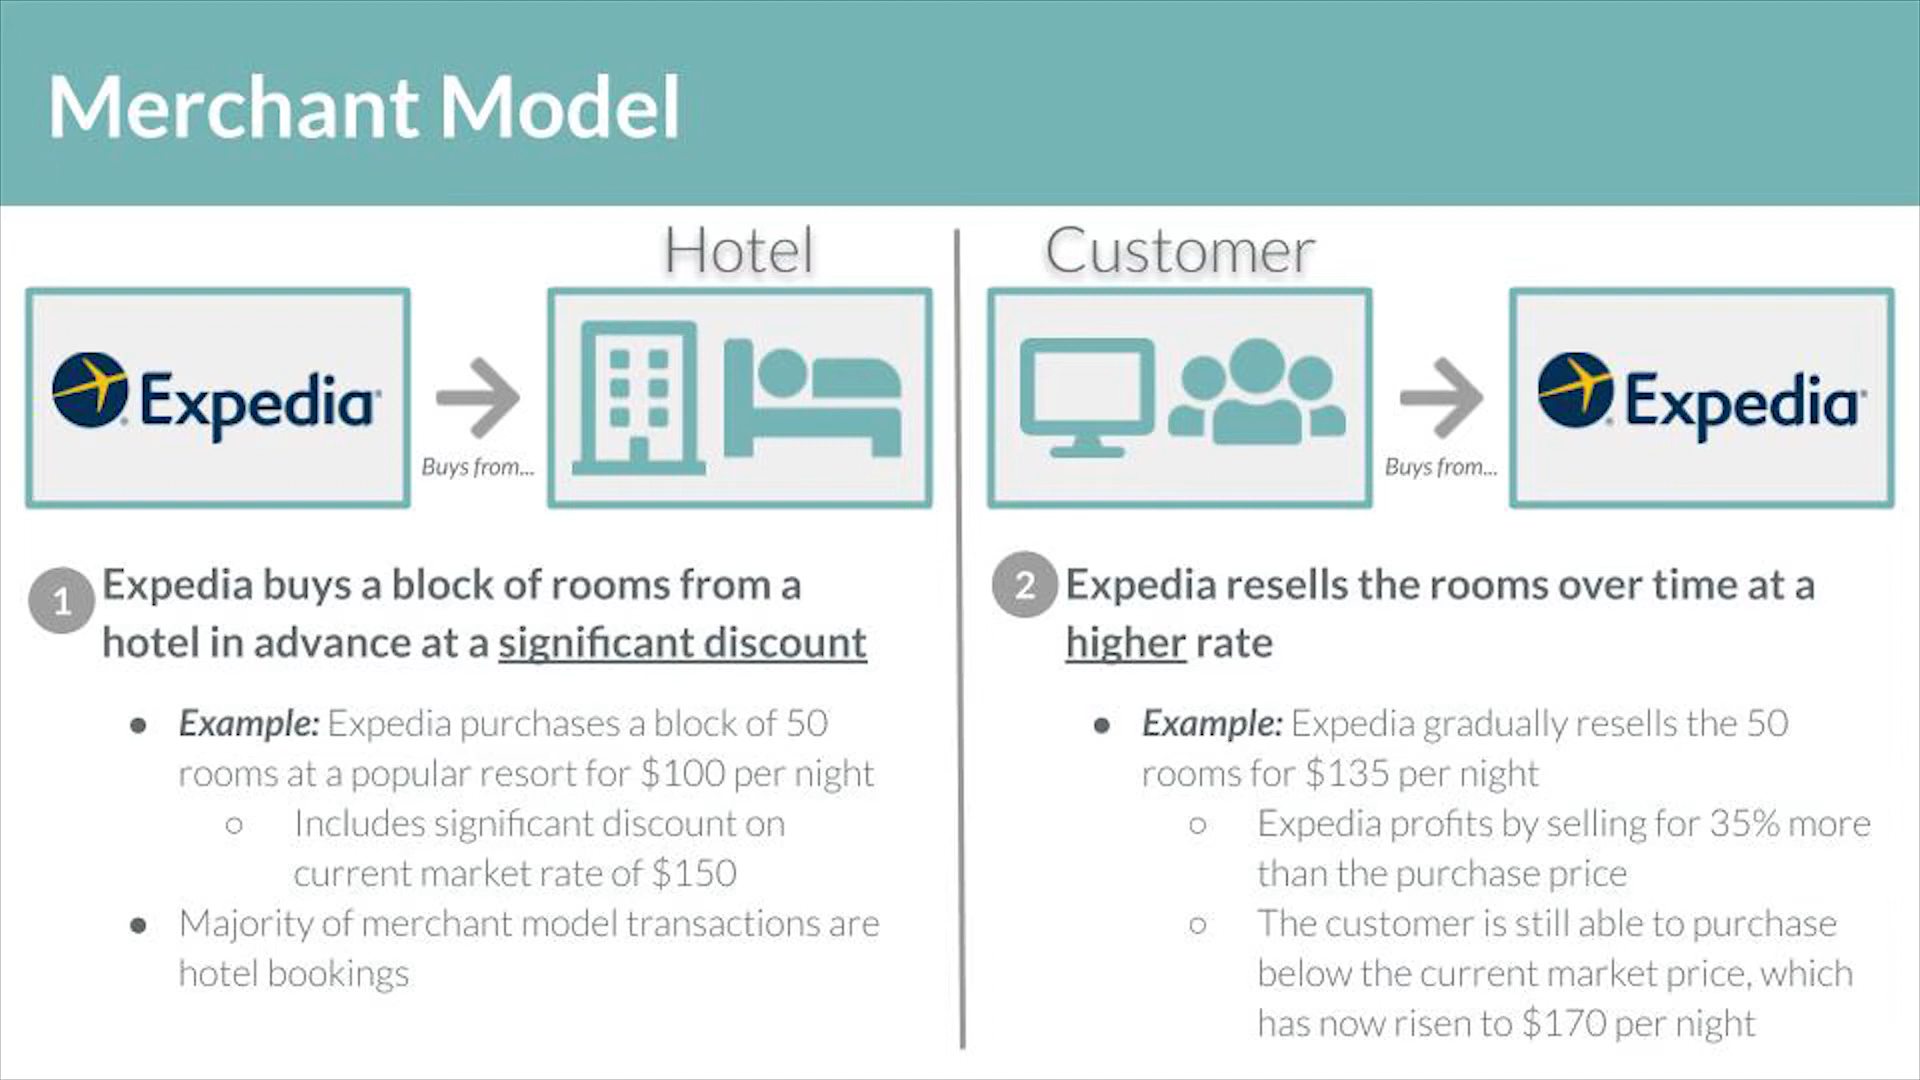 Merchant Model
Hotel
Expedia
Buys from...
1 Expedia buys a block of rooms from a
hotel in advance at a significant discount
● Example: Expedia purchases a block of 50
rooms at a popular resort for $100 per night
○ Includes significant discount on
current market rate of $150
● Majority of merchant model transactions are
hotel bookings
Customer
Buys from...
Expedia
2 Expedia resells the rooms over time at a
higher rate
● Example: Expedia gradually resells the 50
rooms for $135 per night
○ Expedia profits by selling for 35% more
than the purchase price
○ The customer is still able to purchase
below the current market price, which
has now risen to $170 per night